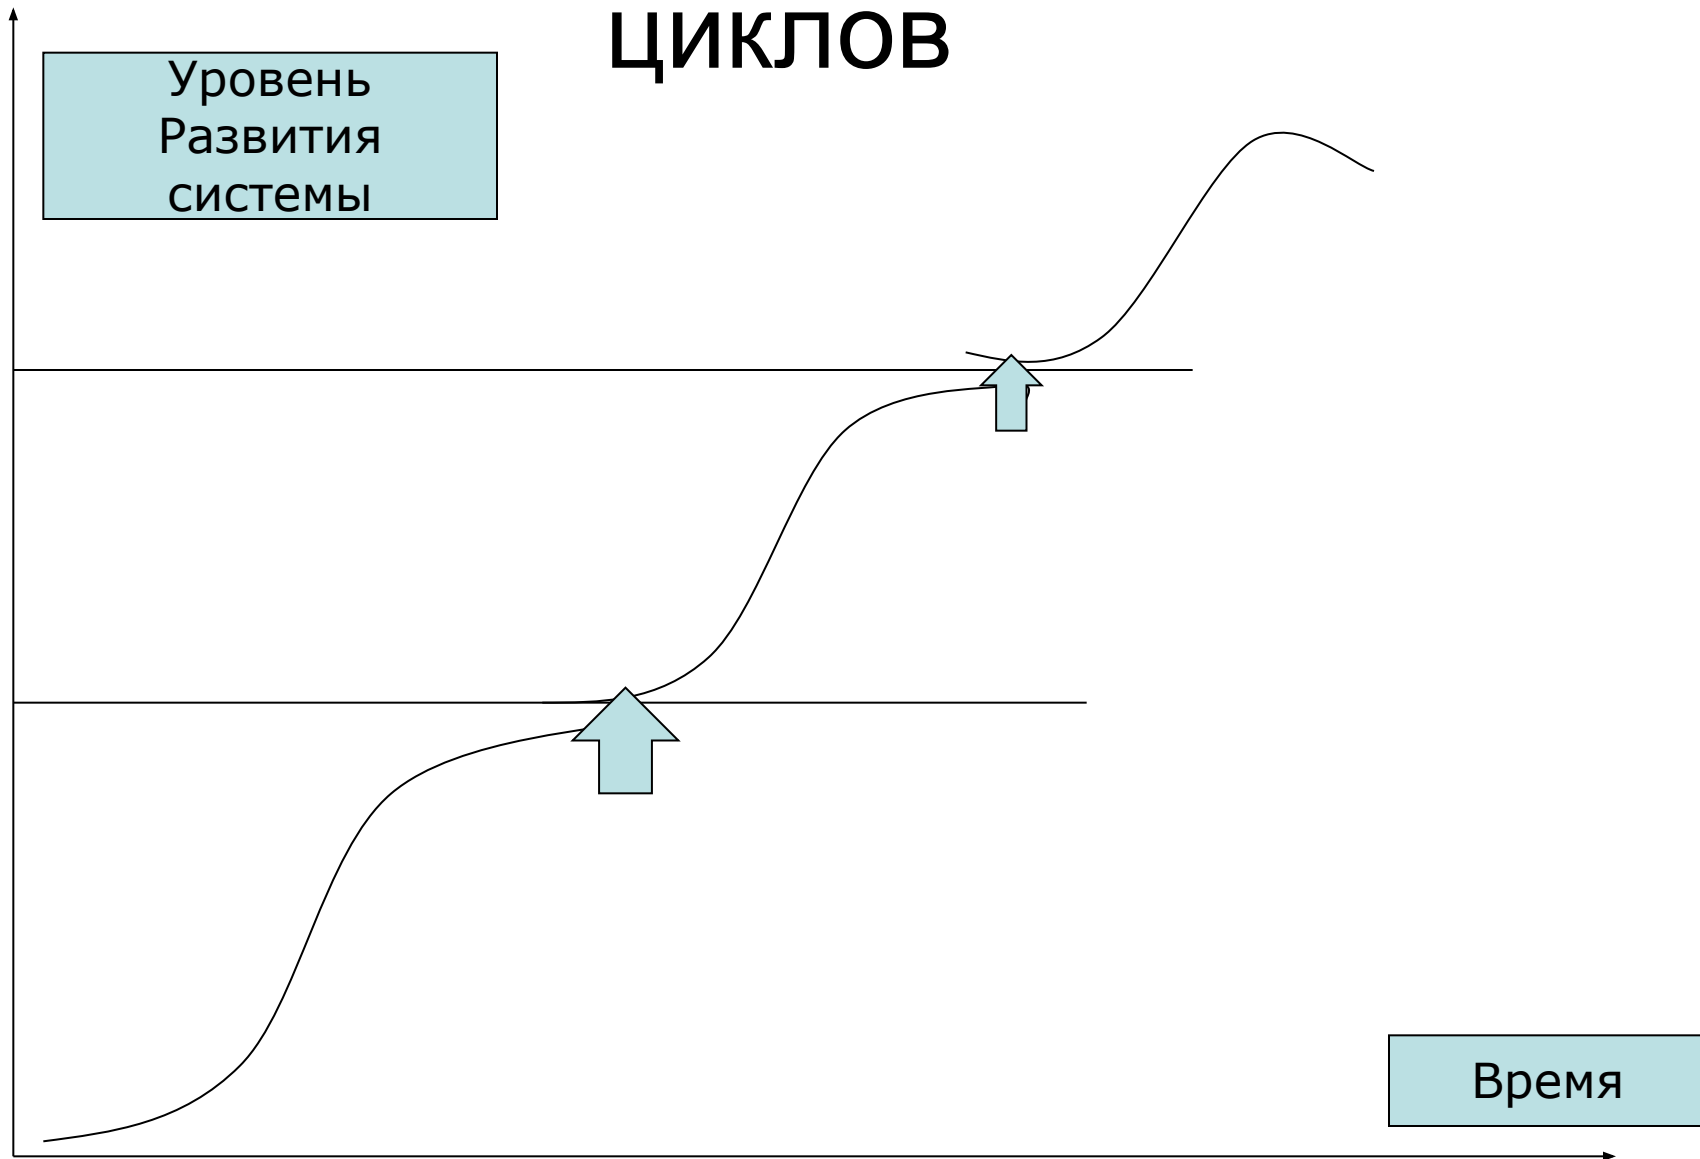 циклов
Уровень
Развития
системы
Время